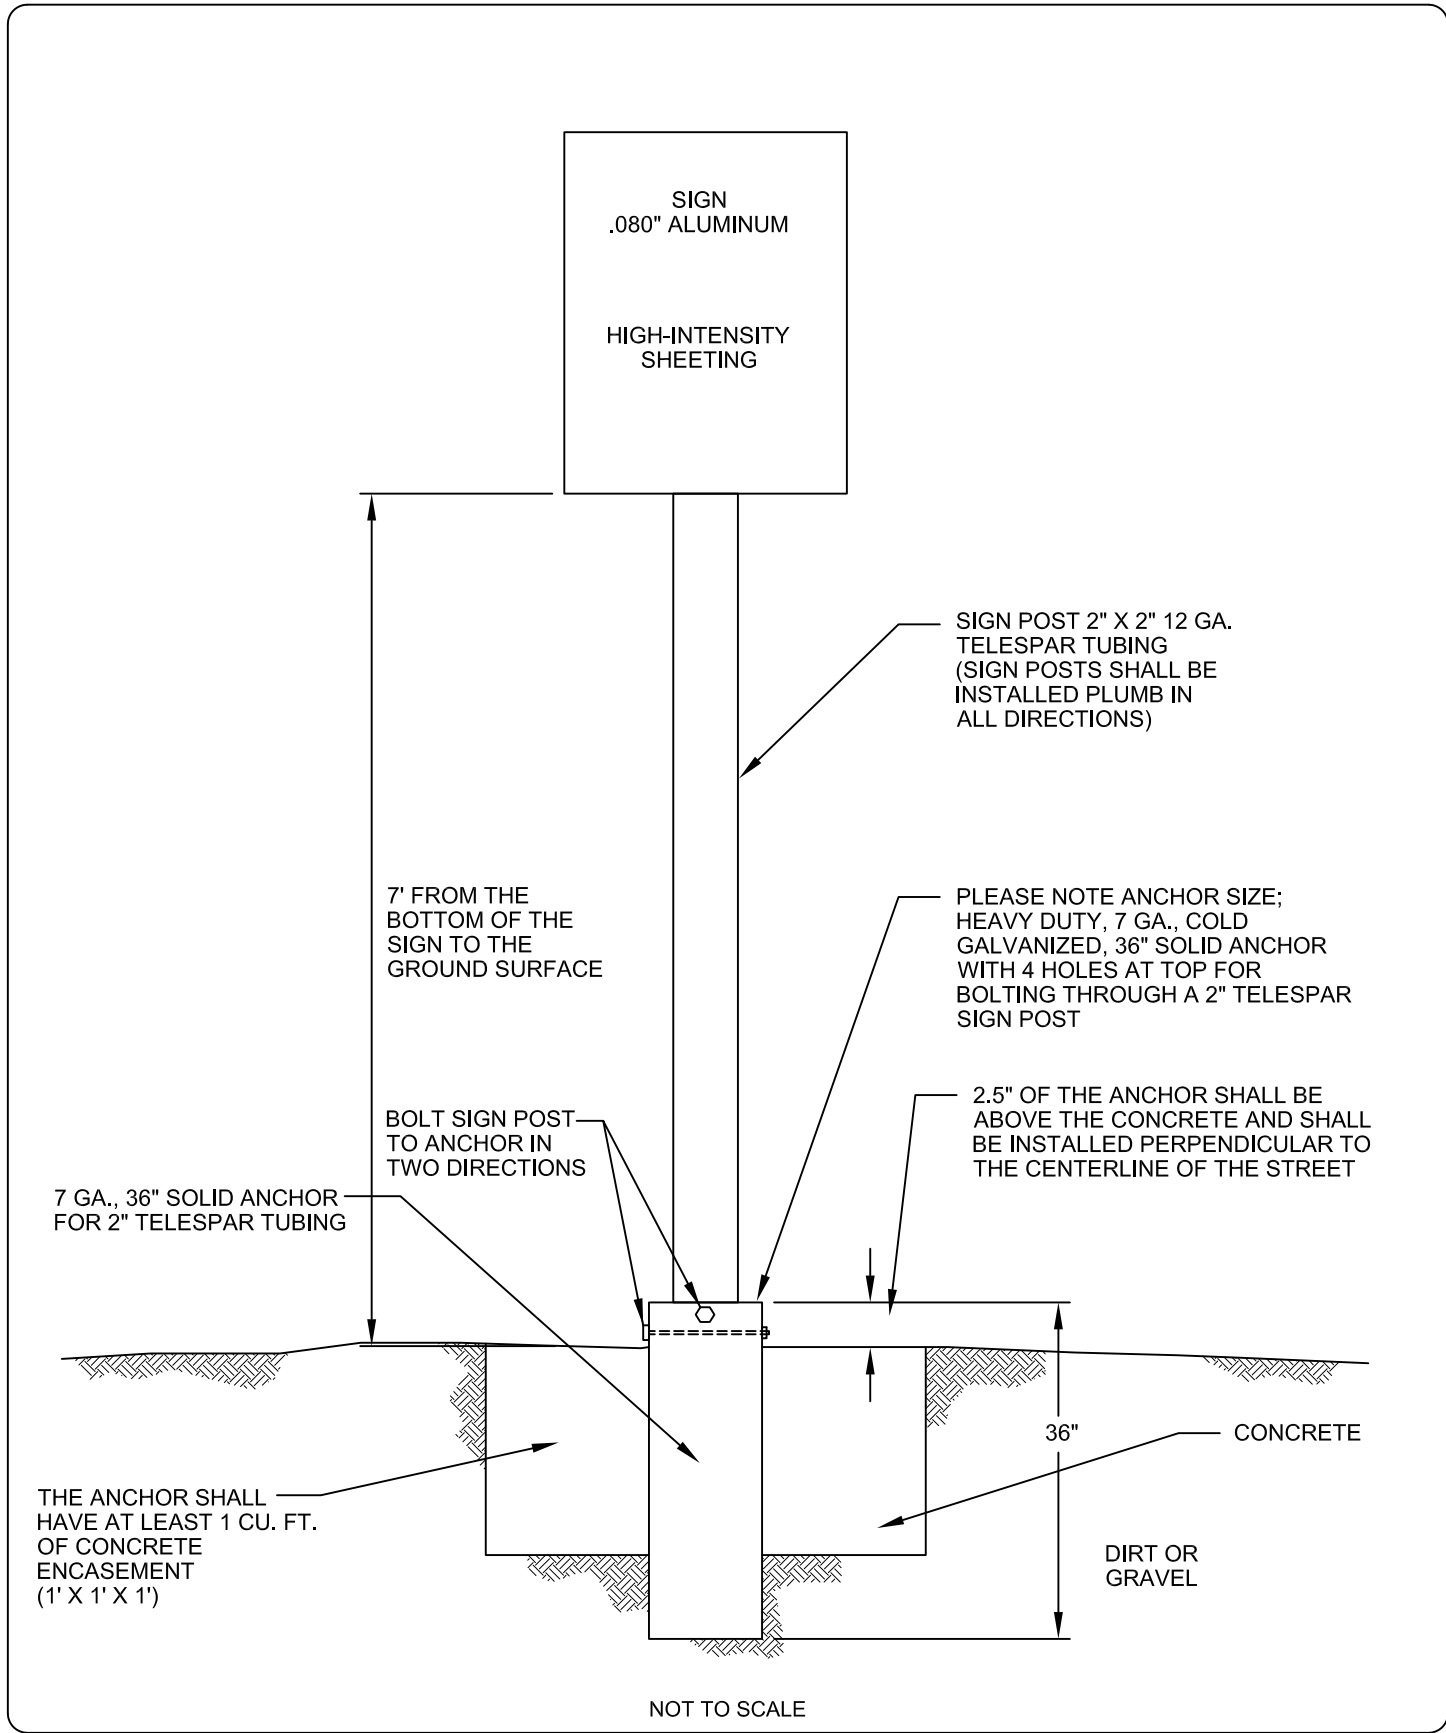 SIGN
.080" ALUMINUM
HIGH-INTENSITY
SHEETING
SIGN POST 2" X 2" 12 GA.
TELESPAR TUBING
(SIGN POSTS SHALL BE
INSTALLED PLUMB IN
ALL DIRECTIONS)
7' FROM THE
BOTTOM OF THE
SIGN TO THE
GROUND SURFACE
PLEASE NOTE ANCHOR SIZE;
HEAVY DUTY, 7 GA., COLD
GALVANIZED, 36" SOLID ANCHOR
WITH 4 HOLES AT TOP FOR
BOLTING THROUGH A 2" TELESPAR
SIGN POST
2.5" OF THE ANCHOR SHALL BE
ABOVE THE CONCRETE AND SHALL
BE INSTALLED PERPENDICULAR TO
THE CENTERLINE OF THE STREET
BOLT SIGN POST
TO ANCHOR IN
TWO DIRECTIONS
7 GA., 36" SOLID ANCHOR
FOR 2" TELESPAR TUBING
36"
CONCRETE
THE ANCHOR SHALL
HAVE AT LEAST 1 CU. FT.
OF CONCRETE
ENCASEMENT
(1' X 1' X 1')
DIRT OR
GRAVEL
NOT TO SCALE